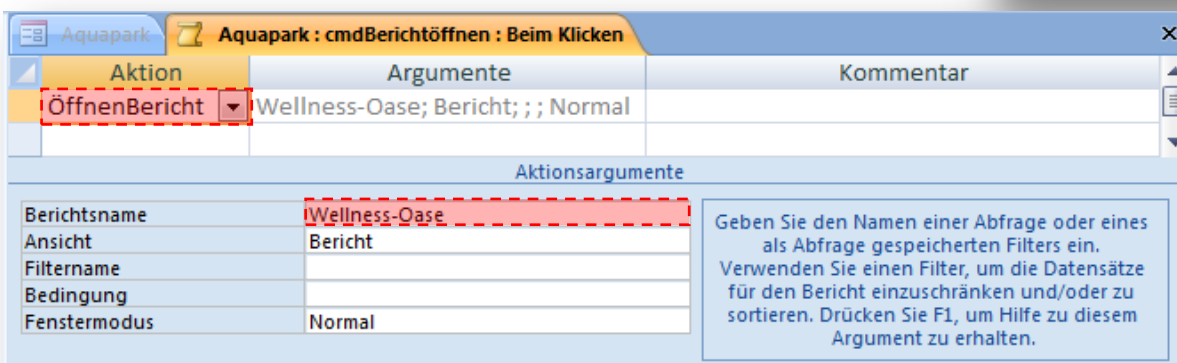 Aquapark
Aquapark : cmdBerichtöffnen : Beim Klicken
Aktion Argumente Kommentar
ÖffnenBericht Wellness-Oase; Bericht; ; ; Normal
Aktionsargumente
Berichtsname Wellness-Oase
Ansicht Bericht
Filtername
Bedingung
Fenstermodus Normal
Geben Sie den Namen einer Abfrage oder eines
als Abfrage gespeicherten Filters ein.
Verwenden Sie einen Filter, um die Datensätze
für den Bericht einzuschränken und/oder zu
sortieren. Drücken Sie F1, um Hilfe zu diesem
Argument zu erhalten.